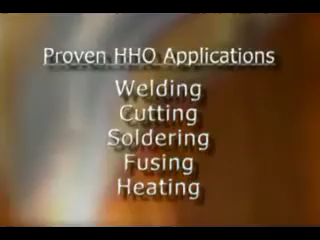 Proven HHO Applications
Welding
Cutting
Soldering
Fusing
Heating